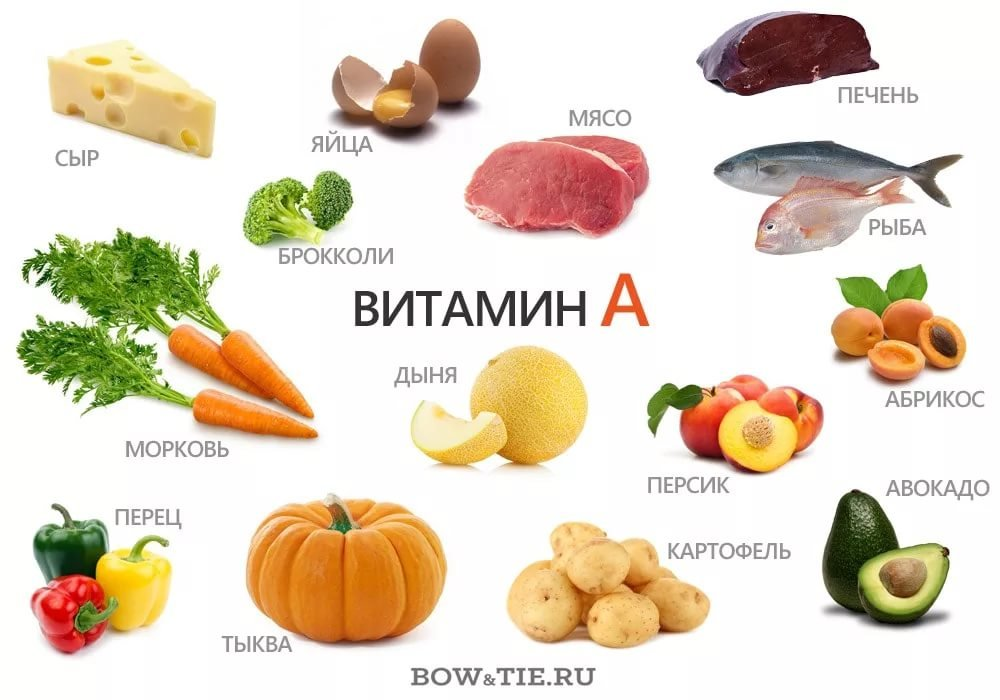 ПЕЧЕНЬ
МЯСО
ЯЙЦА
СЫР
РЫБА
БРОККОЛИ
ВИТАМИН А
ДЫНЯ
АБРИКОС
МОРКОВЬ
ПЕРСИК
АВОКАДО
ПЕРЕЦ
КАРТОФЕЛЬ
ТЫКВА
BOW&TIE.RU